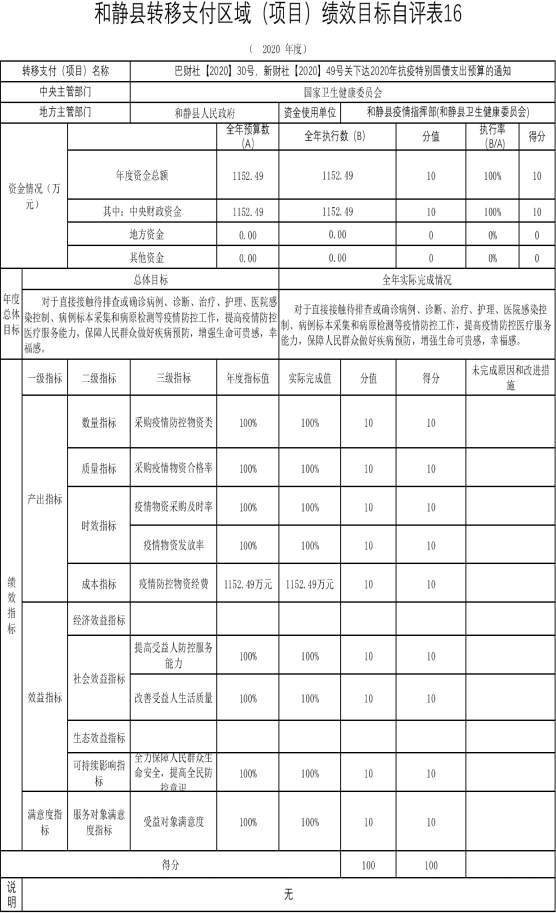 和静县转移支付区域（项目）绩效目标自评表16
（ 2020 年度）
转移支付（项目）名称 巴财社【2020】30号，新财社【2020】49号关下达2020年抗疫特别国债支出预算的通知
中央主管部门 国家卫生健康委员会
地方主管部门 和静县人民政府 资金使用单位 和静县疫情指挥部(和静县卫生健康委员会)
资金情况（万元） 全年预算数（A） 全年执行数（B） 分值 执行率（B/A） 得分
年度资金总额 1152.49 1152.49 10 100% 10
其中：中央财政资金 1152.49 1152.49 10 100% 10
地方资金 0.00 0.00 0 0% 0
其他资金 0.00 0.00 0 0% 0
年度总体目标 总体目标 全年实际完成情况
对于直接接触待排查或确诊病例、诊断、治疗、护理、医院感
染控制、病例标本采集和病原检测等疫情防控工作，提高疫情防控
医疗服务能力，保障人民群众做好疾病预防，增强生命可贵感，幸
福感。
对于直接接触待排查或确诊病例、诊断、治疗、护理、医院感染控
制、病例标本采集和病原检测等疫情防控工作，提高疫情防控医疗服务
能力，保障人民群众做好疾病预防，增强生命可贵感，幸福感。
绩效指标 一级指标 二级指标 三级指标 年度指标值 实际完成值 分值 得分 未完成原因和改进措施
产出指标 数量指标 采购疫情防控物资类 100% 100% 10 10
质量指标 采购疫情物资合格率 100% 100% 10 10
时效指标 疫情物资采购及时率 100% 100% 10 10
疫情物资发放率 100% 100% 10 10
成本指标 疫情防控物资经费 1152.49万元 1152.49万元 10 10
效益指标 经济效益指标
社会效益指标 提高受益人防控服务能力 100% 100% 10 10
改善受益人生活质量 100% 100% 10 10
生态效益指标
可持续影响指标 全力保障人民群众生命安全，提高全民防控意识 100% 100% 10 10
满意度指标 服务对象满意度指标 受益对象满意度 100% 100% 10 10
得分 100 100
说明 无